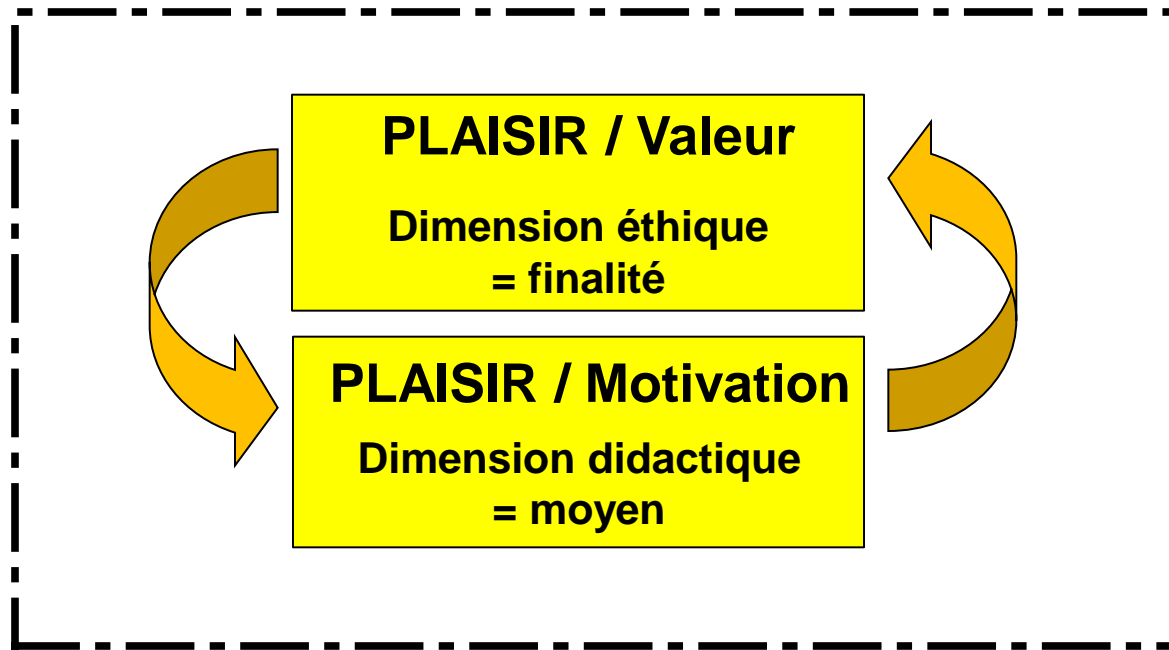 PLAISIR / Valeur
Dimension éthique
= finalité
PLAISIR / Motivation
Dimension didactique
= moyen